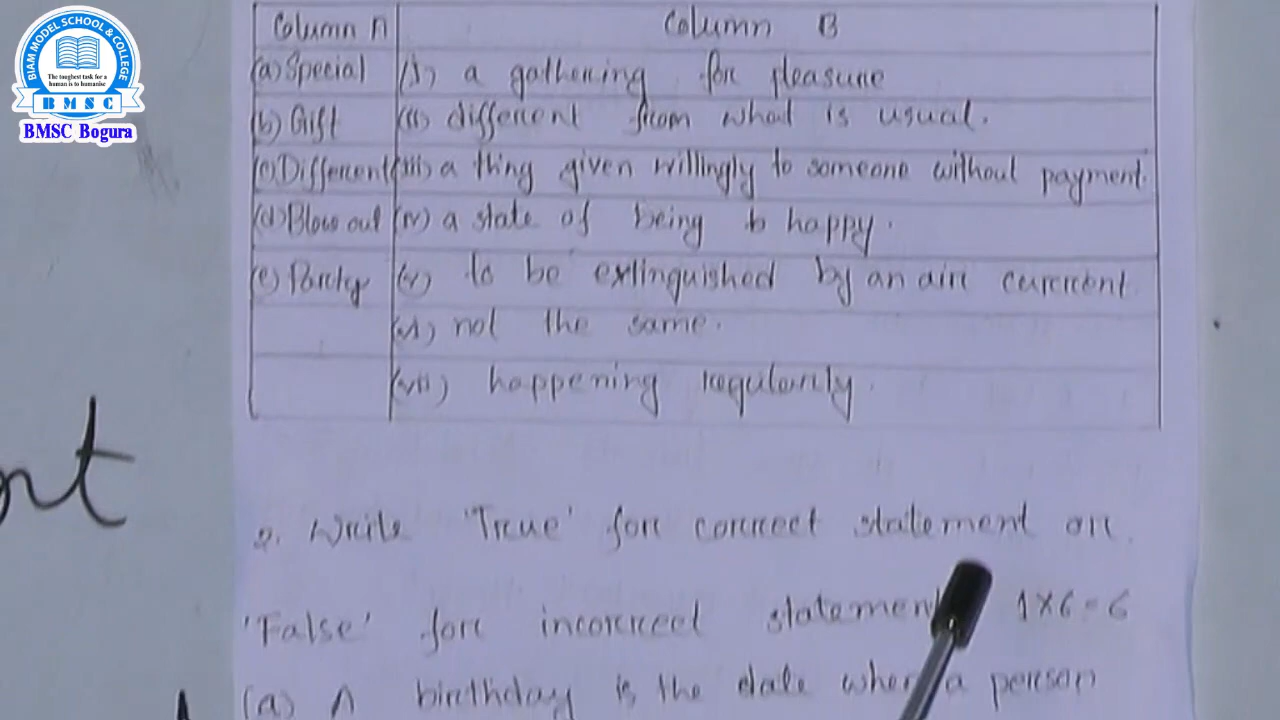 BIAM MODEL SCHOOL & COLLEGE
The toughest task for a
human is to humanise
BMSC
BMSC Bogura
Column A Column B
(a) Special (i) a gathering for pleasure
(b) Gift (ii) different from what is usual.
(c) Different (iii) a thing given willingly to someone without payment.
(d) Blow out (iv) a state of being happy.
(e) Party (v) to be extinguished by an air current
(vi) not the same.
(vii) happening regularly.
nt
2. Write 'True' for correct statement or
'False' for incorrect statement 1×6=6
(a) A birthday is the date when a person